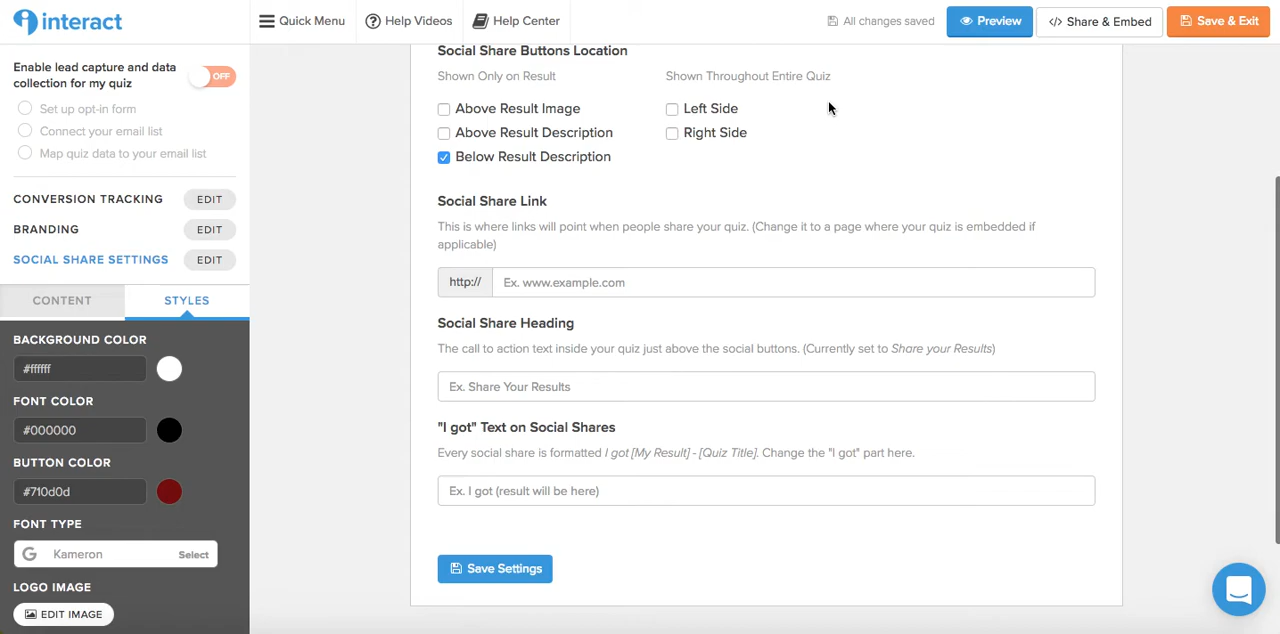 interact
Quick Menu
Help Videos
Help Center
All changes saved
Preview
</> Share & Embed
Save & Exit
Enable lead capture and data
collection for my quiz
OFF
Set up opt-in form
Connect your email list
Map quiz data to your email list
CONVERSION TRACKING
EDIT
BRANDING
EDIT
SOCIAL SHARE SETTINGS
EDIT
CONTENT
STYLES
BACKGROUND COLOR
#ffffff
FONT COLOR
#000000
BUTTON COLOR
#710d0d
FONT TYPE
G Kameron Select
LOGO IMAGE
EDIT IMAGE
Social Share Buttons Location
Shown Only on Result
Shown Throughout Entire Quiz
Above Result Image
Left Side
Above Result Description
Right Side
Below Result Description
Social Share Link
This is where links will point when people share your quiz. (Change it to a page where your quiz is embedded if
applicable)
http://
Ex. www.example.com
Social Share Heading
The call to action text inside your quiz just above the social buttons. (Currently set to Share your Results)
Ex. Share Your Results
"I got" Text on Social Shares
Every social share is formatted I got [My Result] - [Quiz Title]. Change the "I got" part here.
Ex. I got (result will be here)
Save Settings